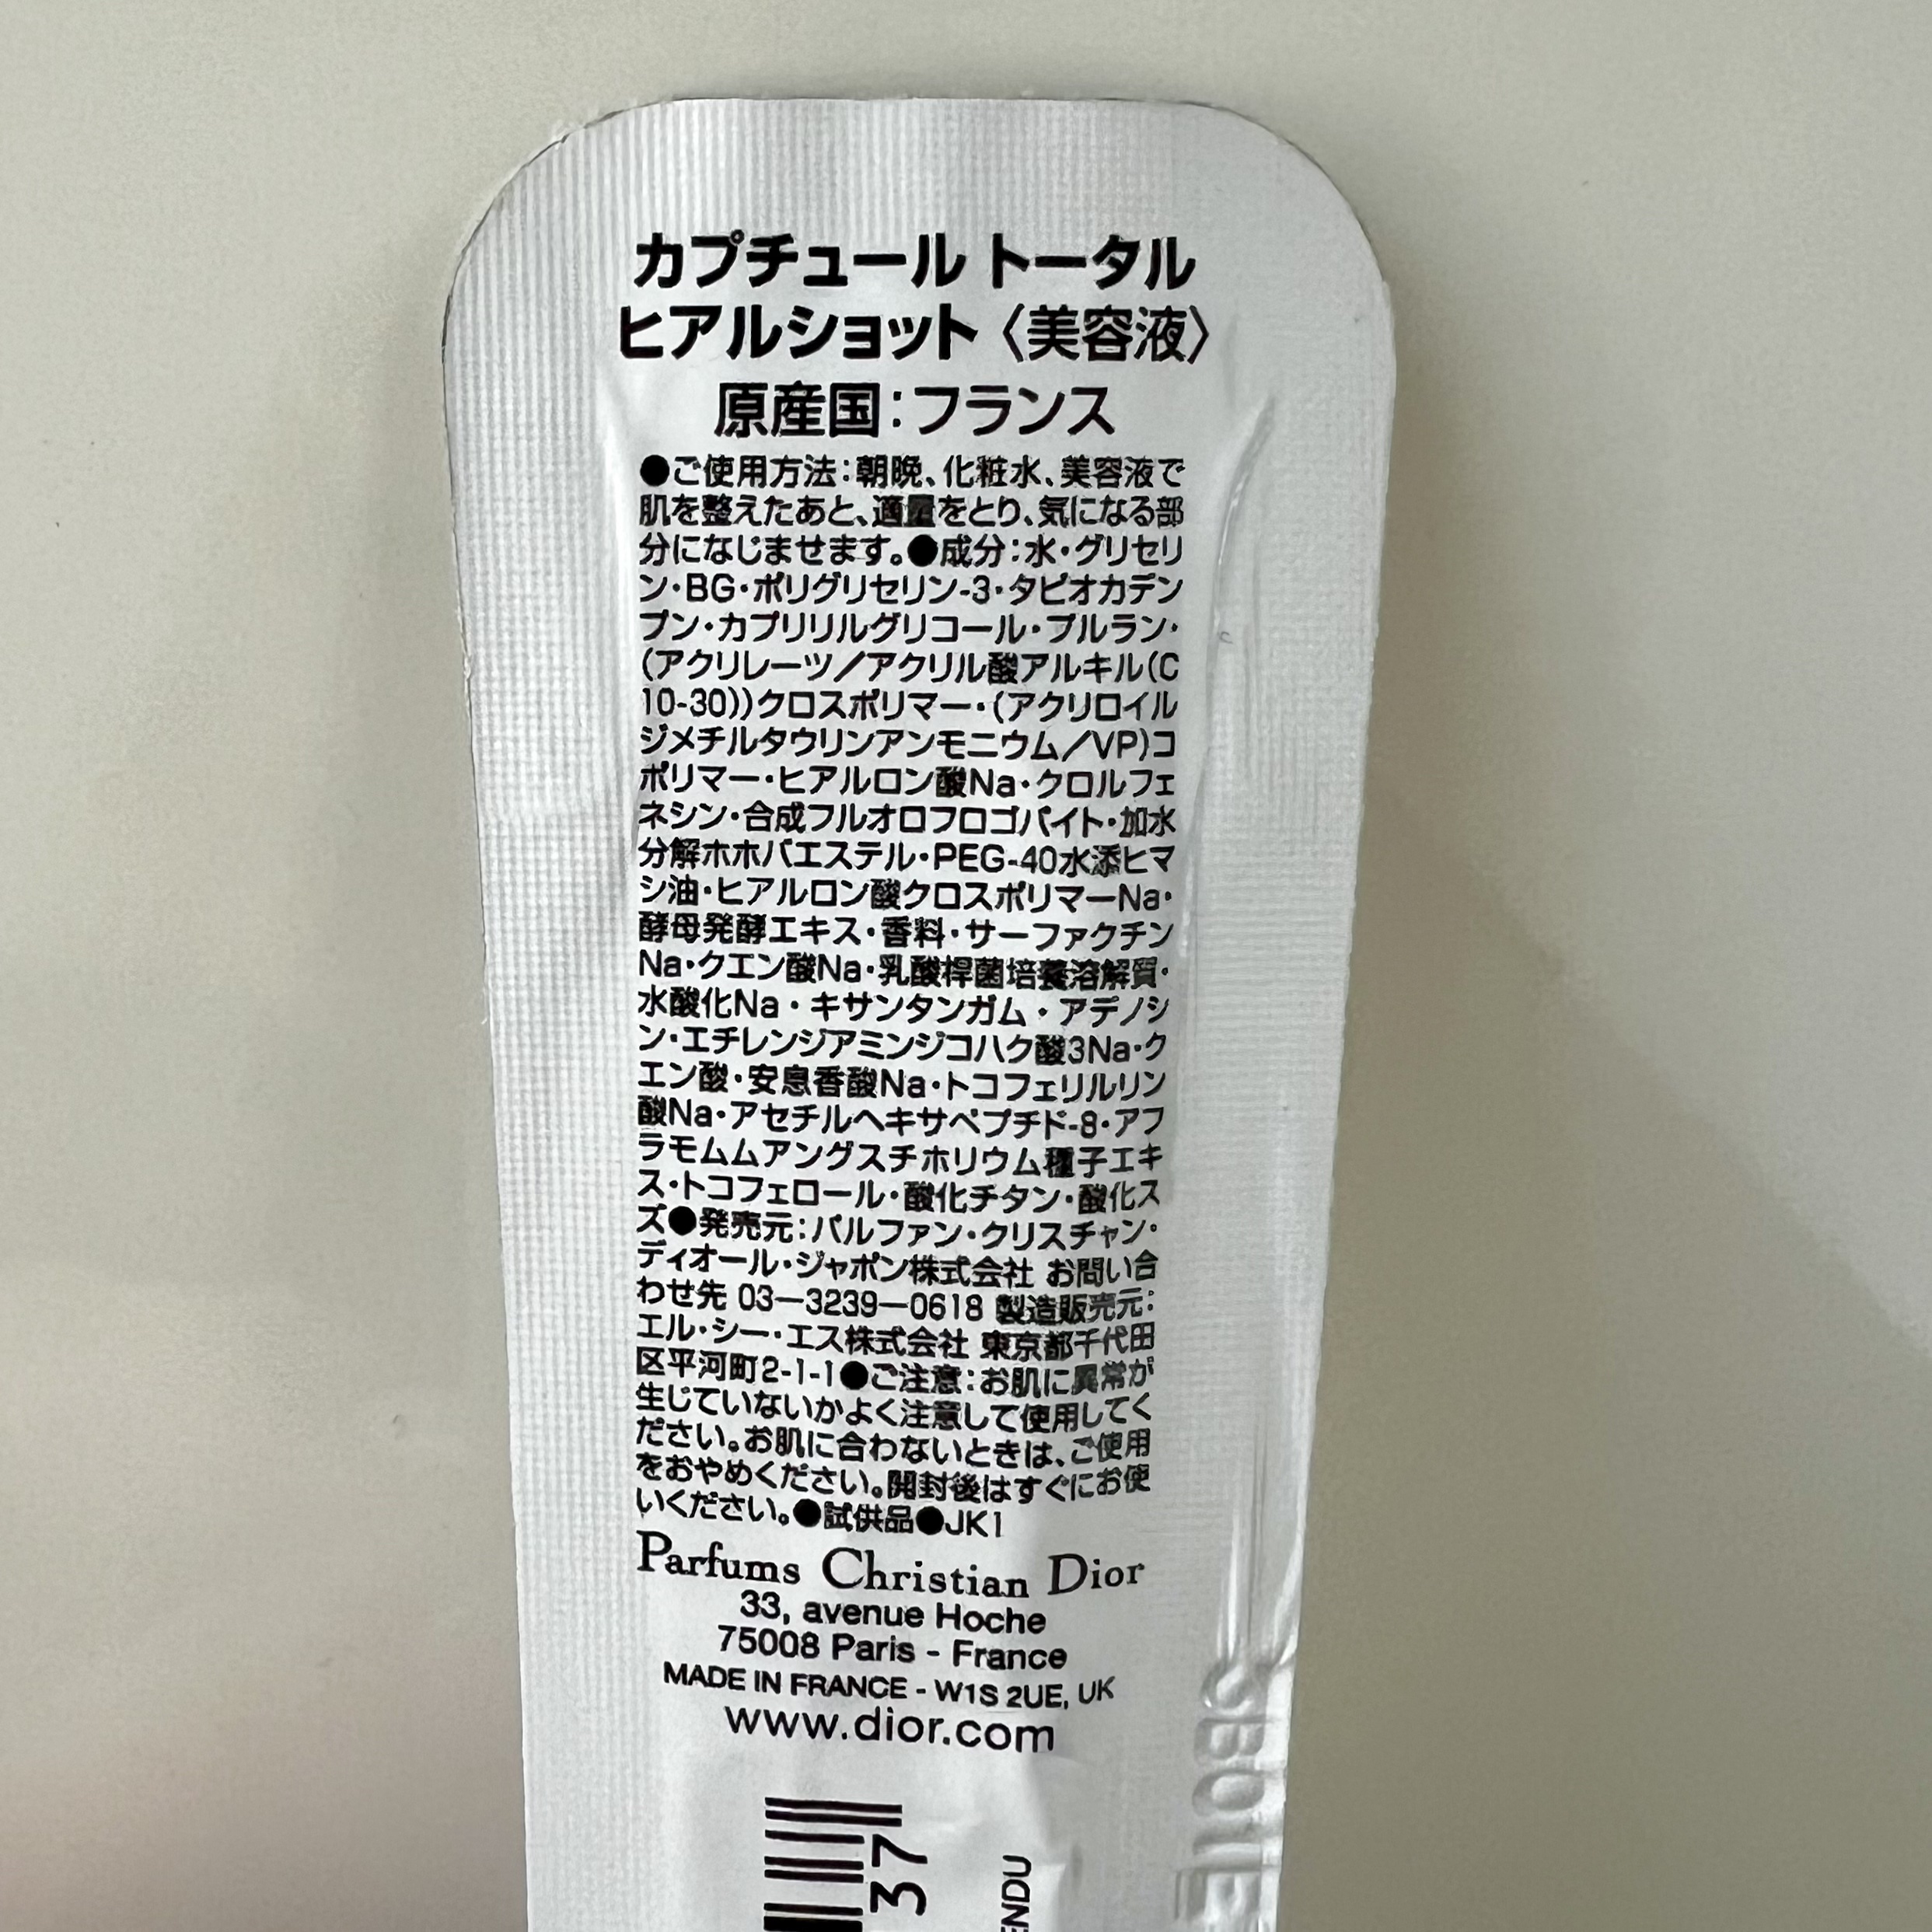 カプチュール トータル
ヒアルショット〈美容液〉
原産国:フランス
●ご使用方法:朝晩、化粧水、美容液で
肌を整えたあと、適量をとり、気になる部
分になじませます。●成分:水・グリセリ
ン・BG・ポリグリセリン-3・タピオカデン
プン・カプリリルグリコール・プルラン・
(アクリレーツ/アクリル酸アルキル(C
10-30))クロスポリマー・(アクリロイル
ジメチルタウリンアンモニウム/VP)コ
ポリマー・ヒアルロン酸Na・クロルフェ
ネシン・合成フルオロフロゴパイト・加水
分解ホホバエステル・PEG-40水添ヒマ
シ油・ヒアルロン酸クロスポリマーNa・
酵母発酵エキス・香料・サーファクチン
Na・クエン酸Na・乳酸桿菌培養溶解質・
水酸化Na・キサンタンガム・アデノシ
ン・エチレンジアミンジコハク酸3Na・ク
エン酸・安息香酸Na・トコフェリルリン
酸Na・アセチルヘキサペプチド-8・アフ
ラモムムアングスチホリウム種子エキ
ス・トコフェロール・酸化チタン・酸化ス
ズ●発売元:パルファン・クリスチャン・
ディオール・ジャポン株式会社 お問い合
わせ先 03—3239—0618 製造販売元:
エル・シー・エス株式会社 東京都千代田
区平河町2-1-1●ご注意:お肌に異常が
生じていないかよく注意して使用してく
ださい。お肌に合わないときは、ご使用
をおやめください。開封後はすぐにお使
いください。●試供品●JK1
Parfums Christian Dior
33, avenue Hoche
75008 Paris - France
MADE IN FRANCE - W1S 2UE, UK
www.dior.com
37
ENDU